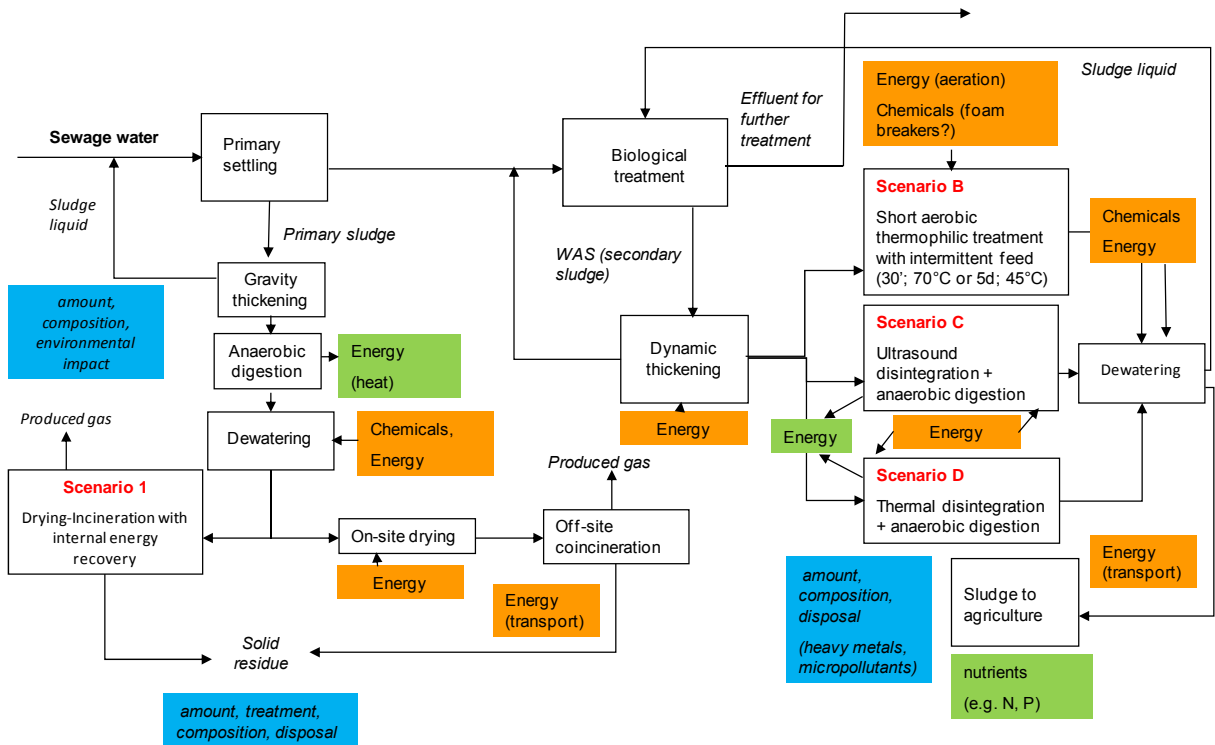 Sewage water
Primary
settling
Sludge
liquid
Primary sludge
Gravity
thickening
amount,
composition,
environmental
impact
Anaerobic
digestion
Energy
(heat)
Produced gas
Dewatering
Chemicals,
Energy
Scenario 1
Drying-Incineration with
internal energy
recovery
On-site drying
Energy
Produced gas
Off-site
coincineration
Energy
(transport)
Solid
residue
amount, treatment,
composition, disposal
Biological
treatment
Effluent for
further
treatment
WAS (secondary
sludge)
Dynamic
thickening
Energy
Sludge liquid
Energy (aeration)
Chemicals (foam
breakers?)
Scenario B
Short aerobic
thermophilic treatment
with intermittent feed
(30’; 70°C or 5d; 45°C)
Chemicals
Energy
Scenario C
Ultrasound
disintegration +
anaerobic digestion
Dewatering
Energy
Energy
Scenario D
Thermal disintegration
+ anaerobic digestion
Energy
(transport)
amount,
composition,
disposal
(heavy metals,
micropollutants)
Sludge to
agriculture
nutrients
(e.g. N, P)